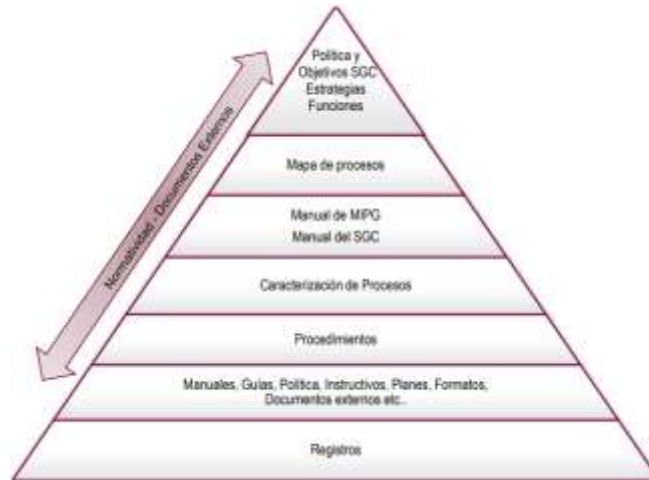 Política y
Objetivos SGC
Estrategias
Funciones
Normatividad - Documentos Externos
Mapa de procesos
Manual de MIPG
Manual del SGC
Caracterización de Procesos
Procedimientos
Manuales, Guías, Política, Instructivos, Planes, Formatos,
Documentos externos etc..
Registros